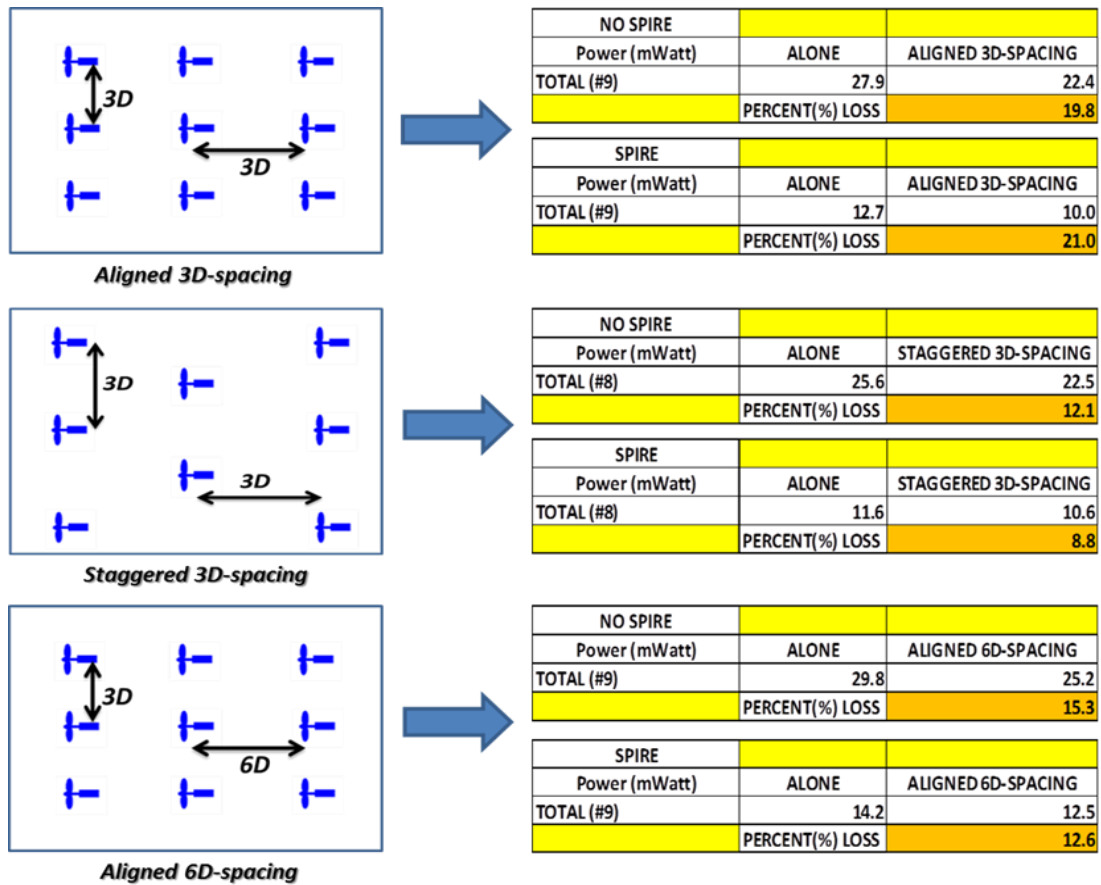 3D
3D
Aligned 3D-spacing
NO SPIRE
Power (mWatt) ALONE ALIGNED 3D-SPACING
TOTAL (#9) 27.9 22.4
PERCENT(%) LOSS 19.8
SPIRE
Power (mWatt) ALONE ALIGNED 3D-SPACING
TOTAL (#9) 12.7 10.0
PERCENT(%) LOSS 21.0
3D
3D
Staggered 3D-spacing
NO SPIRE
Power (mWatt) ALONE STAGGERED 3D-SPACING
TOTAL (#8) 25.6 22.5
PERCENT(%) LOSS 12.1
SPIRE
Power (mWatt) ALONE STAGGERED 3D-SPACING
TOTAL (#8) 11.6 10.6
PERCENT(%) LOSS 8.8
3D
6D
Aligned 6D-spacing
NO SPIRE
Power (mWatt) ALONE ALIGNED 6D-SPACING
TOTAL (#9) 29.8 25.2
PERCENT(%) LOSS 15.3
SPIRE
Power (mWatt) ALONE ALIGNED 6D-SPACING
TOTAL (#9) 14.2 12.5
PERCENT(%) LOSS 12.6